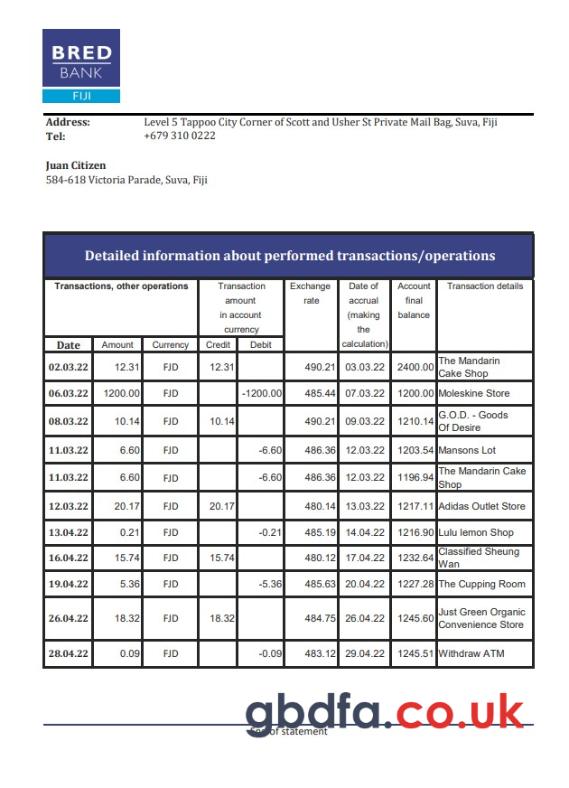 BRED
BANK
FIJI
Address: Level 5 Tappoo City Corner of Scott and Usher St Private Mail Bag, Suva, Fiji
Tel: +679 310 0222
Juan Citizen
584-618 Victoria Parade, Suva, Fiji
Detailed information about performed transactions/operations
Transactions, other operations Transaction amount in account currency Exchange rate Date of accrual (making the calculation) Account final balance Transaction details
Date Amount Currency Credit Debit
02.03.22 12.31 FJD 12.31 490.21 03.03.22 2400.00 The Mandarin Cake Shop
06.03.22 1200.00 FJD -1200.00 485.44 07.03.22 1200.00 Moleskine Store
08.03.22 10.14 FJD 10.14 490.21 09.03.22 1210.14 G.O.D. - Goods Of Desire
11.03.22 6.60 FJD -6.60 486.36 12.03.22 1203.54 Mansons Lot
11.03.22 6.60 FJD -6.60 486.36 12.03.22 1196.94 The Mandarin Cake Shop
12.03.22 20.17 FJD 20.17 480.14 13.03.22 1217.11 Adidas Outlet Store
13.04.22 0.21 FJD -0.21 485.19 14.04.22 1216.90 Lulu lemon Shop
16.04.22 15.74 FJD 15.74 480.12 17.04.22 1232.64 Classified Sheung Wan
19.04.22 5.36 FJD -5.36 485.63 20.04.22 1227.28 The Cupping Room
26.04.22 18.32 FJD 18.32 484.75 26.04.22 1245.60 Just Green Organic Convenience Store
28.04.22 0.09 FJD -0.09 483.12 29.04.22 1245.51 Withdraw ATM
gbdfa.co.uk
End of statement